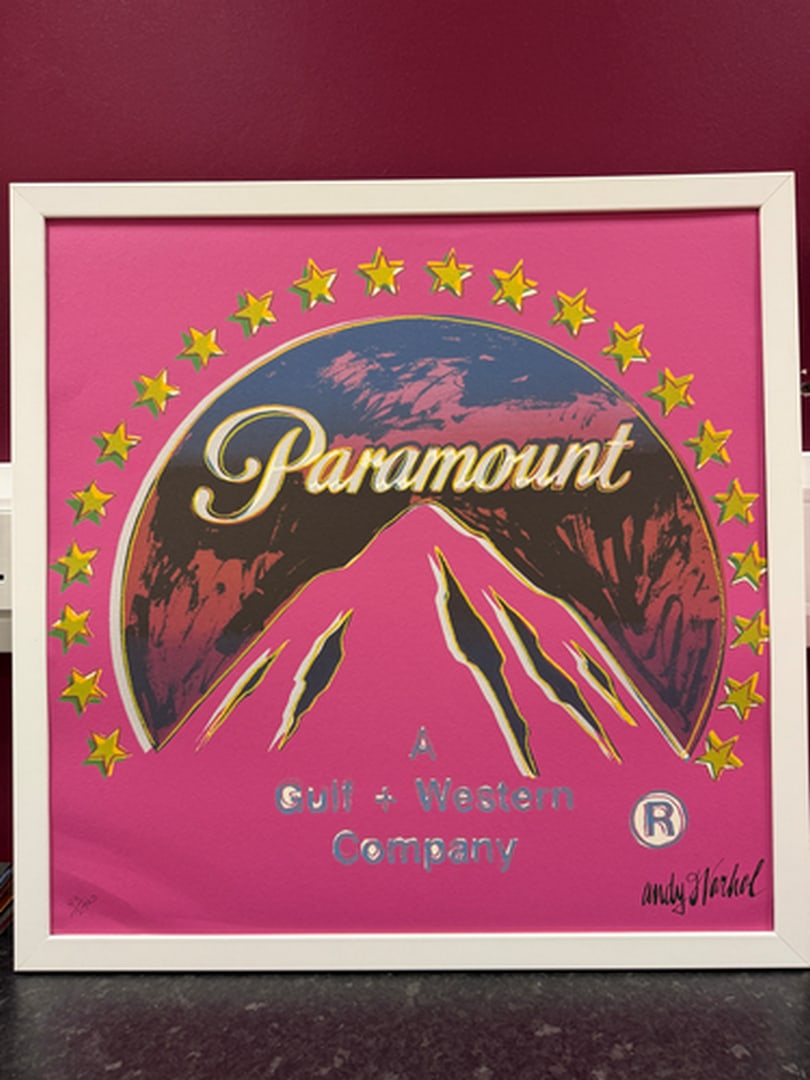 Paramount
A
Gulf + Western
Company
®
andy Warhol